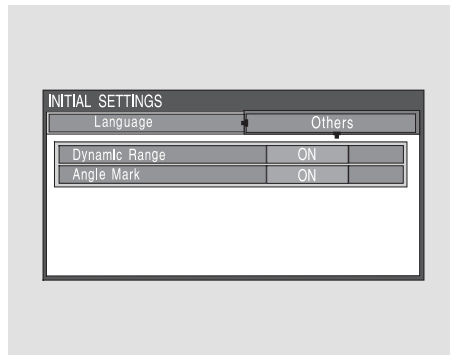 INITIAL SETTINGS
Language Others
Dynamic Range ON
Angle Mark ON